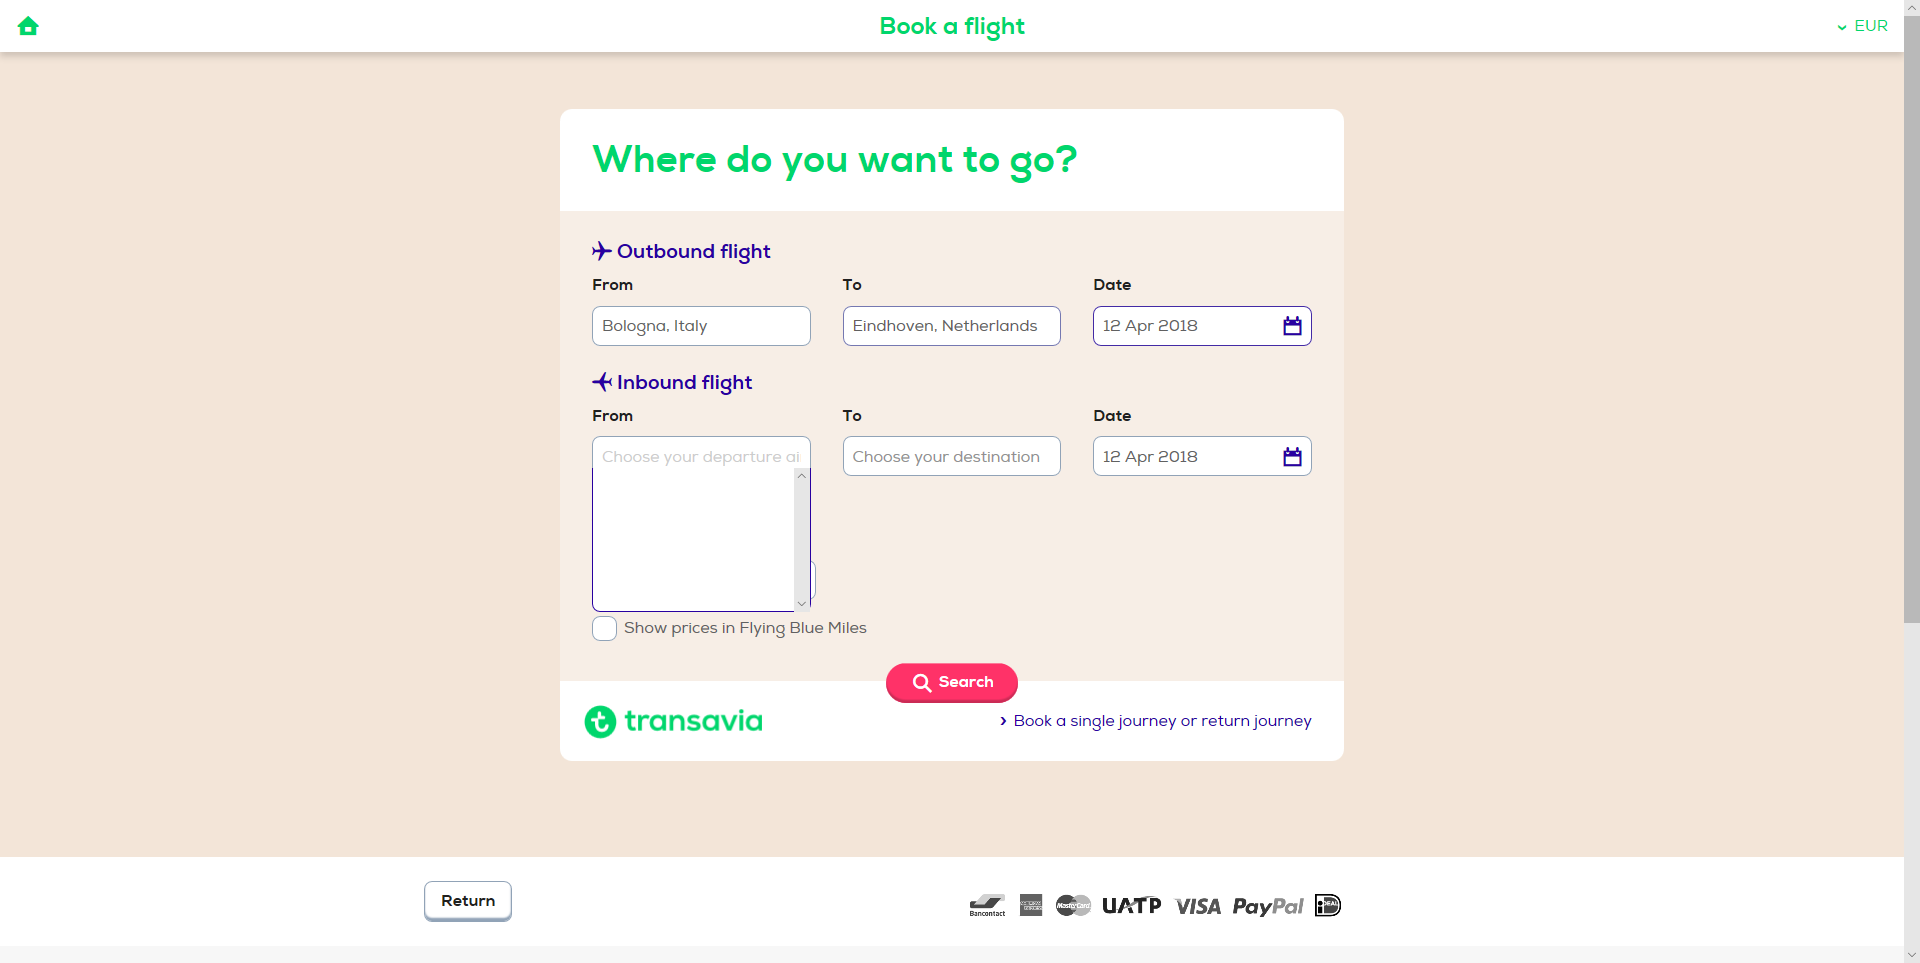 Book a flight
EUR
Where do you want to go?
Outbound flight
From
To
Date
Bologna, Italy
Eindhoven, Netherlands
12 Apr 2018
Inbound flight
From
To
Date
Choose your departure ai
Choose your destination
12 Apr 2018
Show prices in Flying Blue Miles
Search
transavia
Book a single journey or return journey
Return
Bancontact
MasterCard
UATP
VISA
PayPal
iDEAL